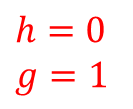 h = 0
g = 1